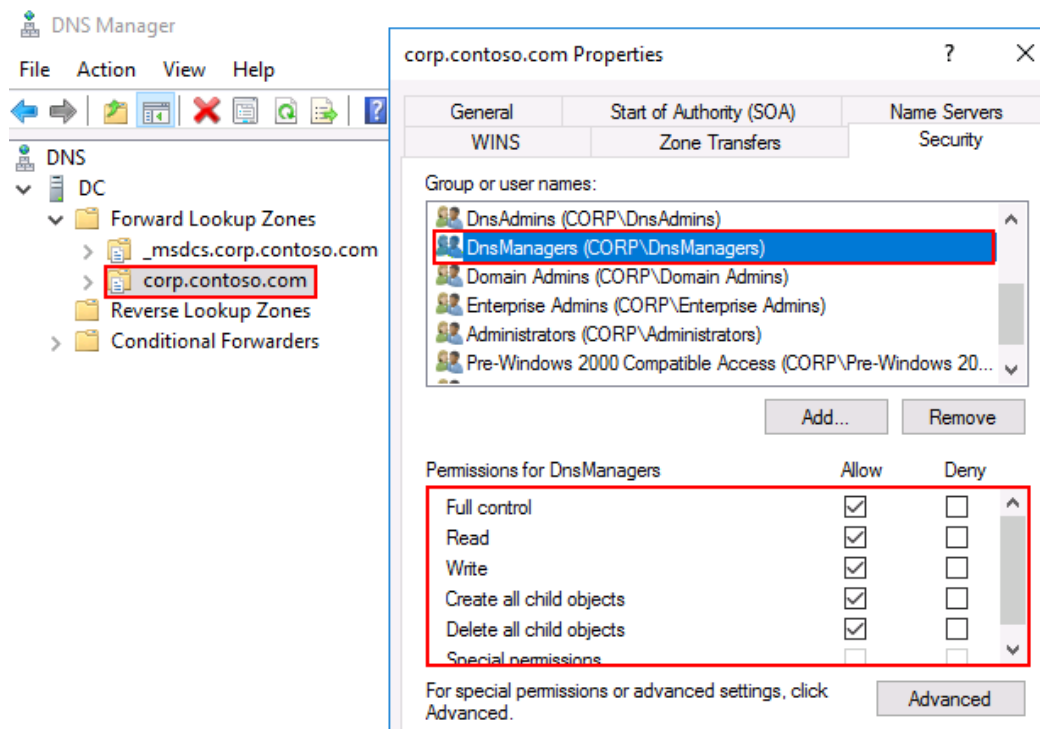 DNS Manager
File Action View Help
?
DNS
DC
Forward Lookup Zones
_msdcs.corp.contoso.com
corp.contoso.com
Reverse Lookup Zones
Conditional Forwarders
corp.contoso.com Properties ?
General Start of Authority (SOA) Name Servers
WINS Zone Transfers Security
Group or user names:
DnsAdmins (CORP\DnsAdmins)
DnsManagers (CORP\DnsManagers)
Domain Admins (CORP\Domain Admins)
Enterprise Admins (CORP\Enterprise Admins)
Administrators (CORP\Administrators)
Pre-Windows 2000 Compatible Access (CORP\Pre-Windows 20...
Add... Remove
Permissions for DnsManagers Allow Deny
Full control
Read
Write
Create all child objects
Delete all child objects
Special permissions
For special permissions or advanced settings, click
Advanced.
Advanced